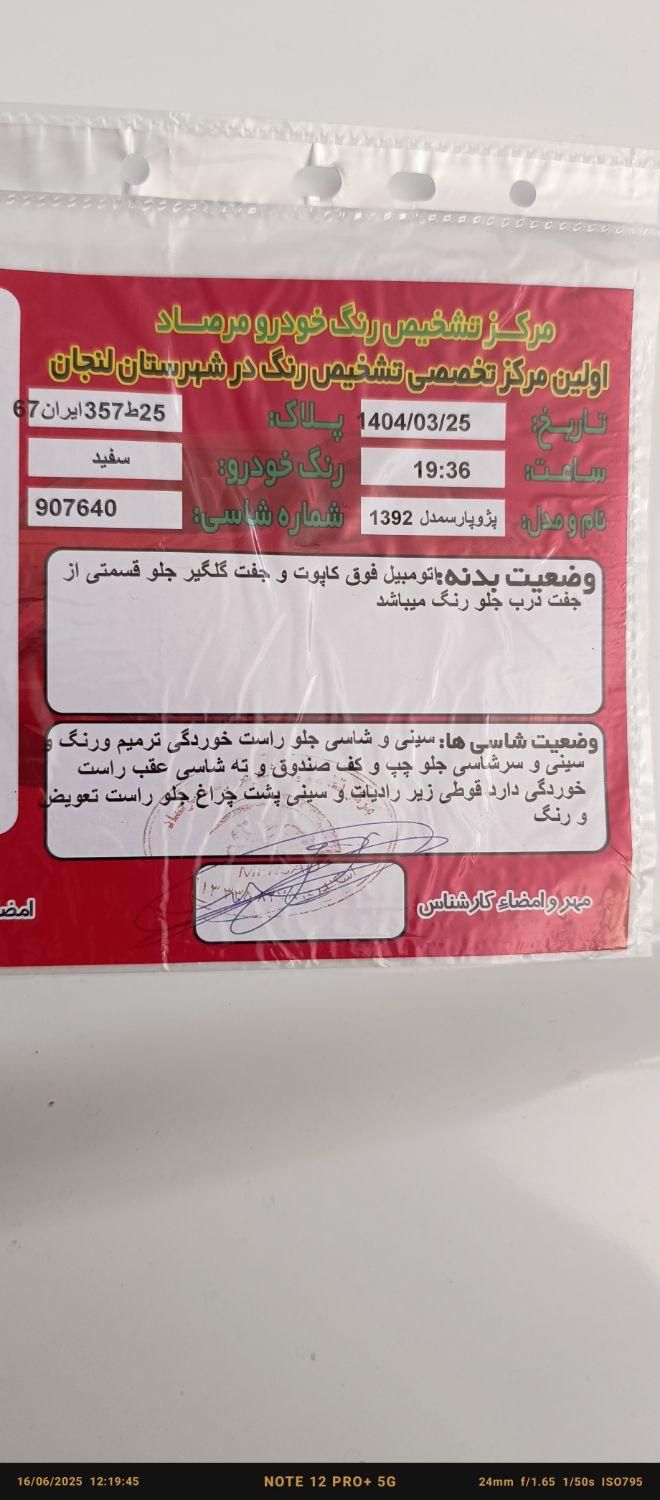 مرکز تشخیص رنگ خودرو مرصاد
اولین مرکز تخصصی تشخیص رنگ در شهرستان لنجان
تاریخ: 1404/03/25 پلاک: 25ط357ایران67
ساعت: 19:36 رنگ خودرو: سفید
نام و مدل: پژوپارسمدل 1392 شماره شاسی: 907640
وضعیت بدنه: اتومبیل فوق کاپوت و جفت گلگیر جلو قسمتی از
جفت درب جلو رنگ میباشد
وضعیت شاسی ها: سینی و شاسی جلو راست خوردگی ترمیم ورنگ و
سینی و سرشاسی جلو چپ و کف صندوق و ته شاسی عقب راست
خوردگی دارد قوطی زیر رادیات و سینی پشت چراغ جلو راست تعویض
و رنگ
مهر و امضاء کارشناس
16/06/2025 12:19:45 NOTE 12 PRO+ 5G 24mm f/1.65 1/50s ISO795